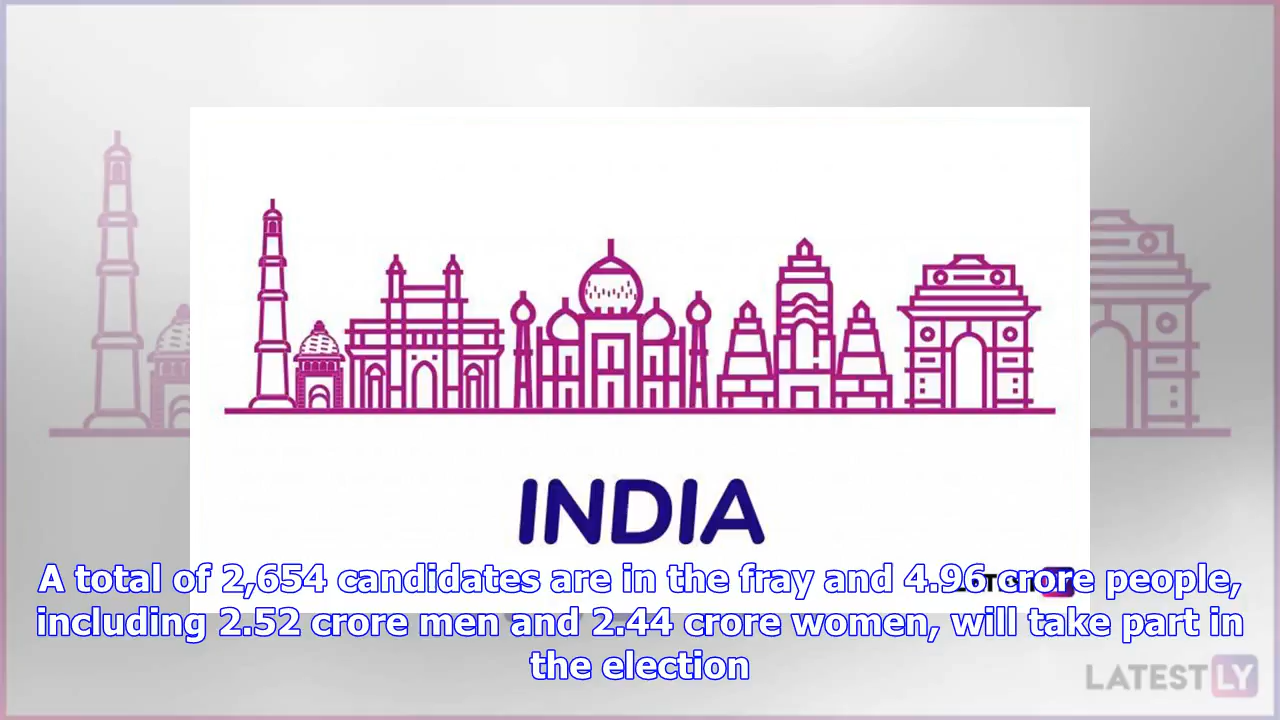 INDIA
A total of 2,654 candidates are in the fray and 4.96 crore people,
including 2.52 crore men and 2.44 crore women, will take part in
the election
LATESTLY